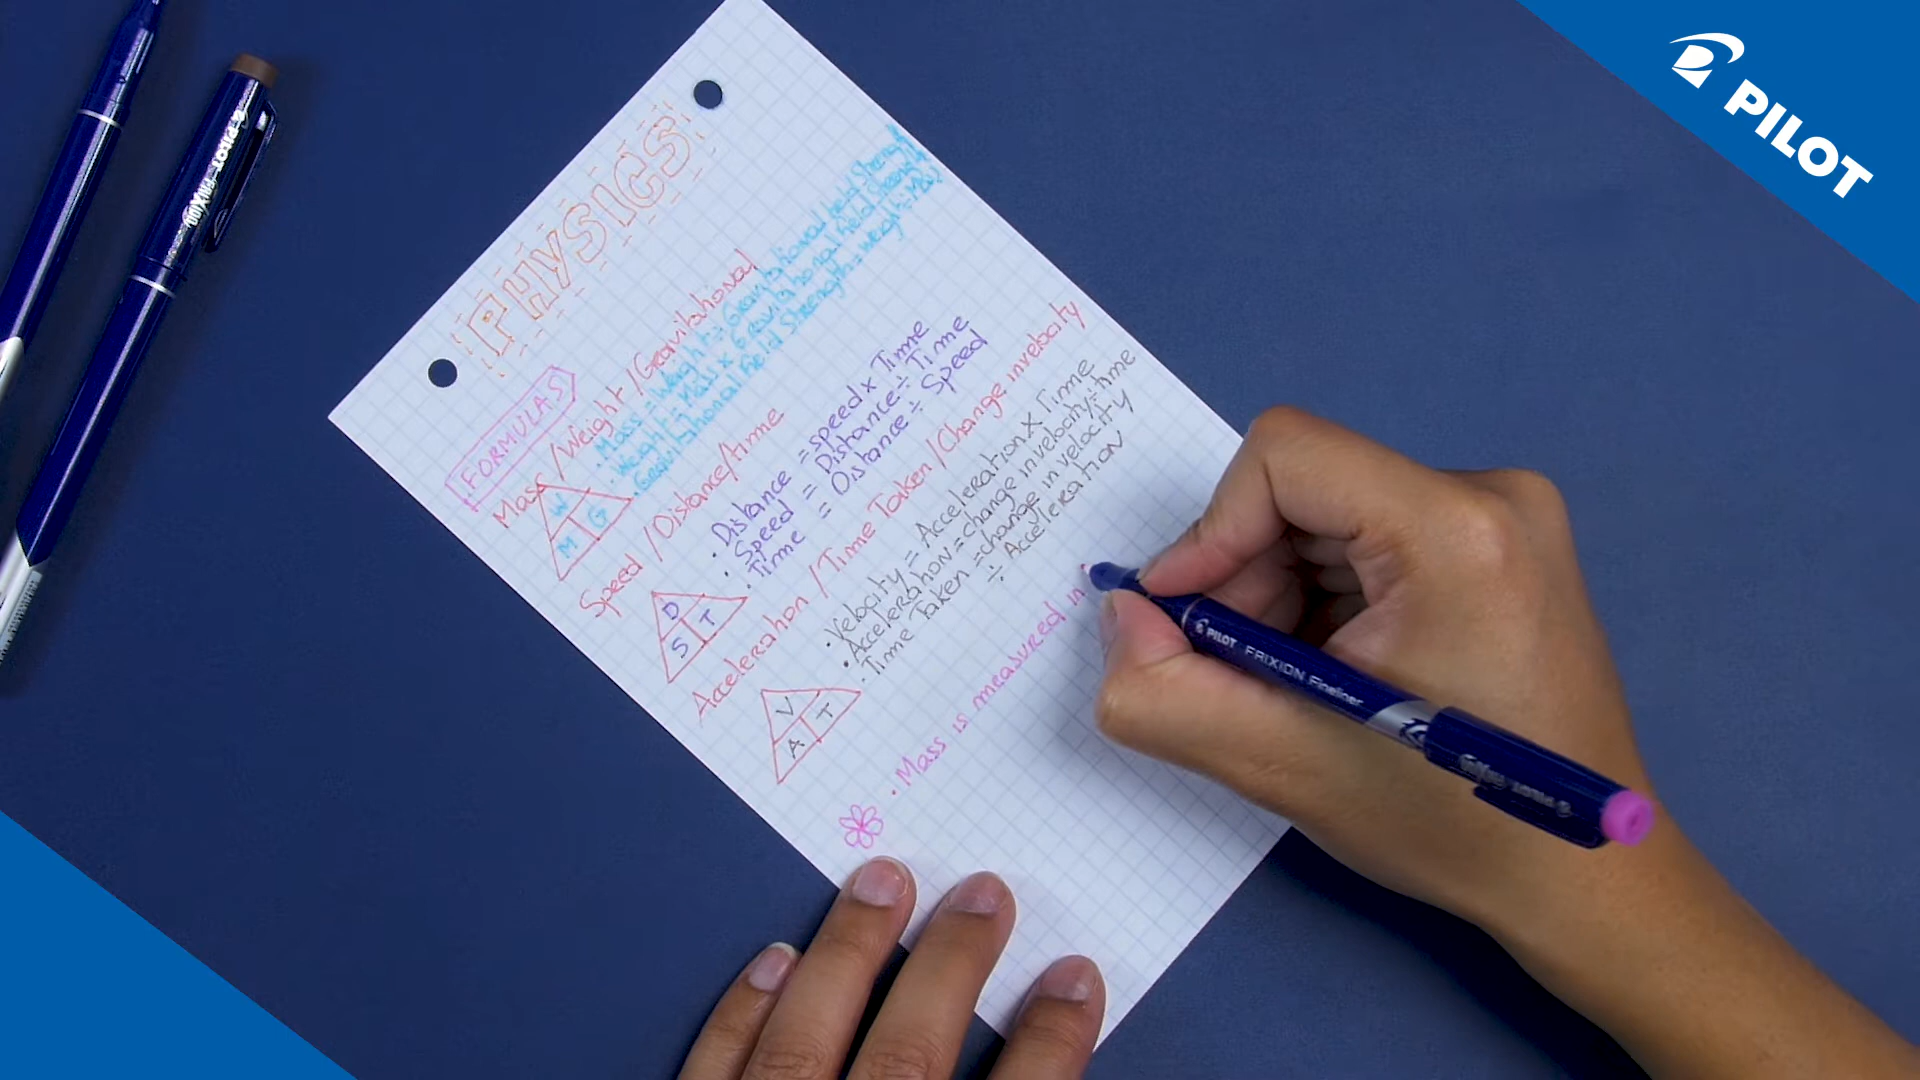 PHYSICS
FORMULAS
Mass/Weight/Gravitational
. Mass = Weight ÷ Gravitational field Strength
. Weight = Mass x Gravitational field Strength
. Gravitational field Strength = Weight ÷ Mass
W
M G
Speed/Distance/time
. Distance = speed x Time
. Speed = Distance ÷ Time
. Time = Distance ÷ Speed
D
S T
Acceleration/Time Taken/Change in velocity
. Velocity = Acceleration x Time
. Acceleration = change in velocity ÷ time
. Time Taken = change in velocity
÷ Acceleration
V
A T
. Mass is measured in
PILOT
PILOT FRIXION
PILOT FRIXION Fineliner
PILOT